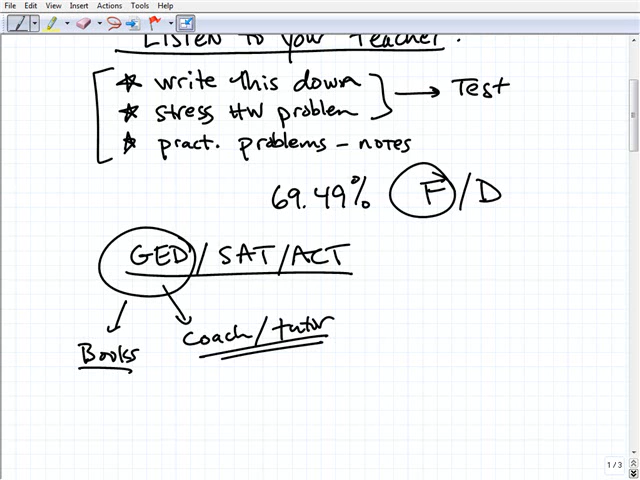 File Edit View Insert Actions Tools Help
Listen to your teacher.
write this down
stress HW problem
Test
pract. problems – notes
69.49% F/D
GED/SAT/ACT
Books
coach/tutor
1/3